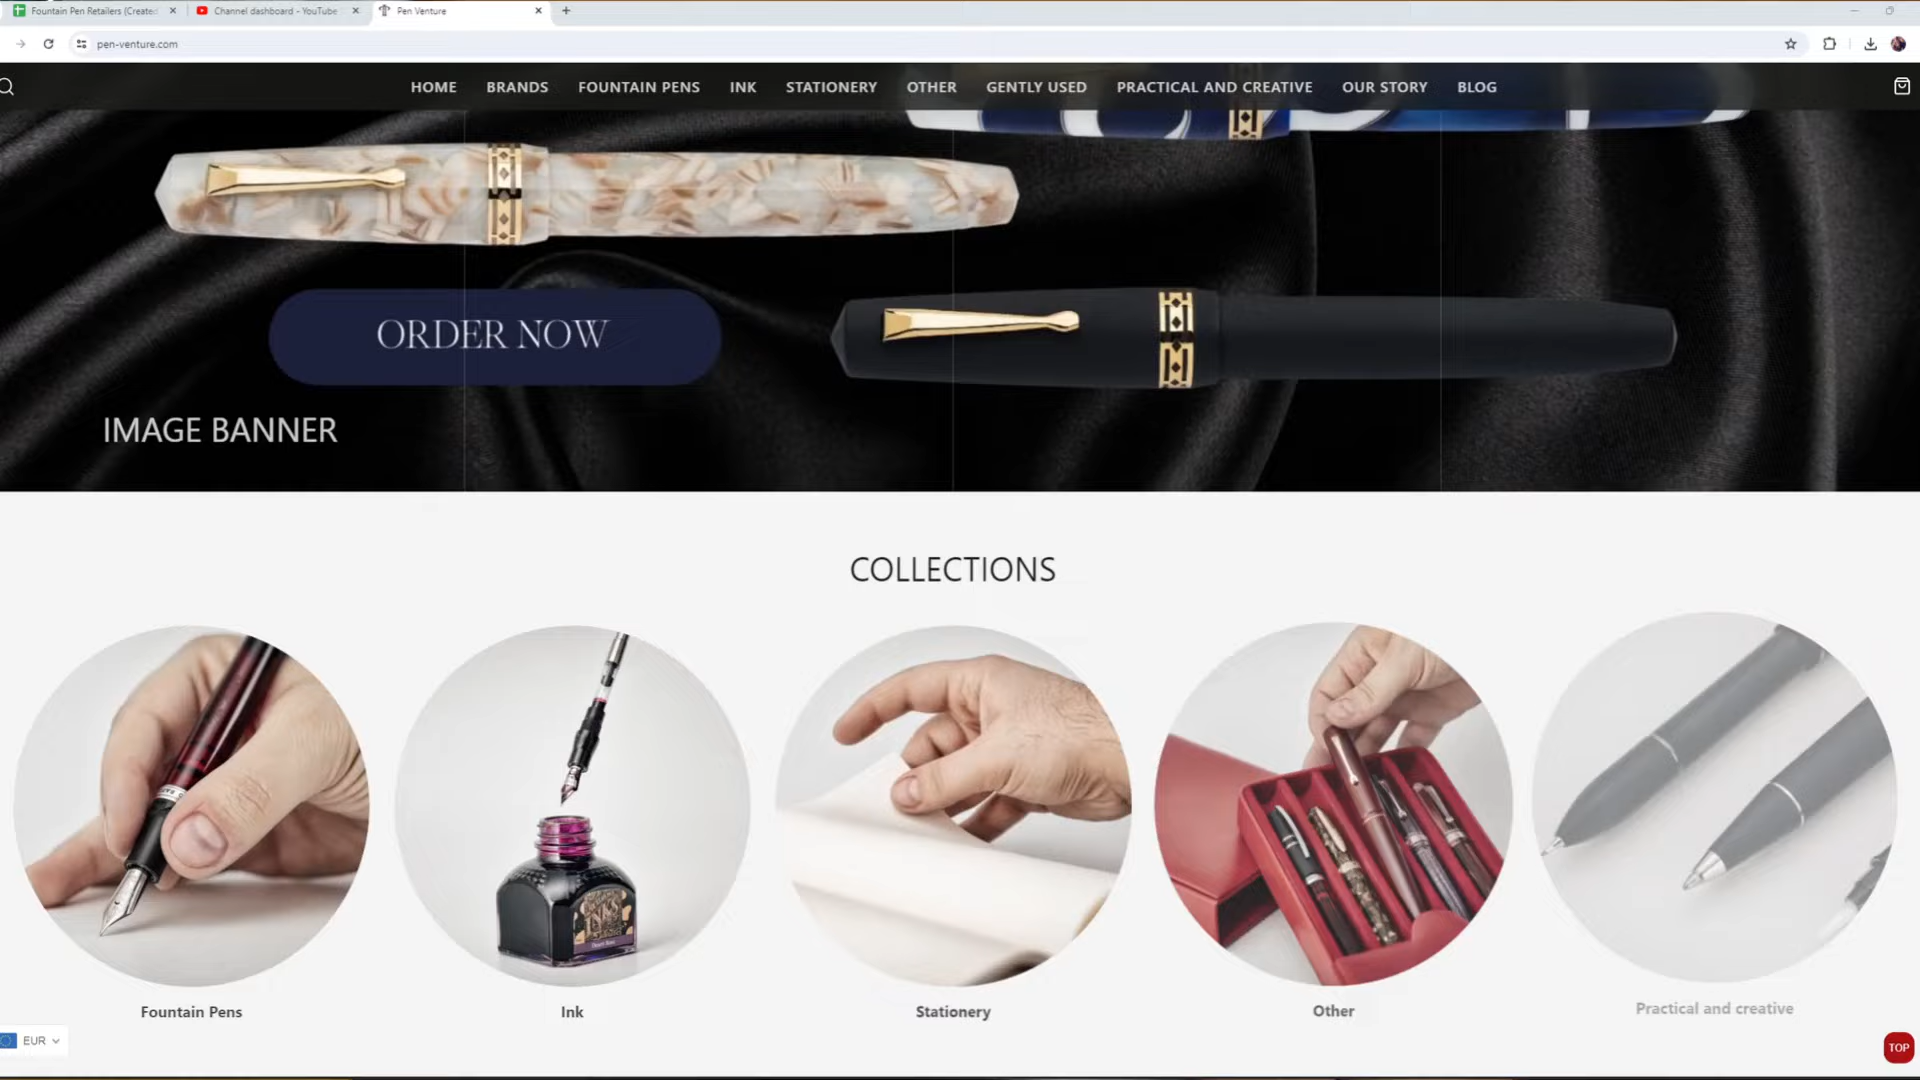 Fountain Pen Retailers (Create
Channel dashboard - YouTube
Pen Venture
pen-venture.com
HOME BRANDS FOUNTAIN PENS INK STATIONERY OTHER GENTLY USED PRACTICAL AND CREATIVE OUR STORY BLOG
ORDER NOW
IMAGE BANNER
COLLECTIONS
INKS
Fountain Pens
Ink
Stationery
Other
Practical and creative
EUR
TOP